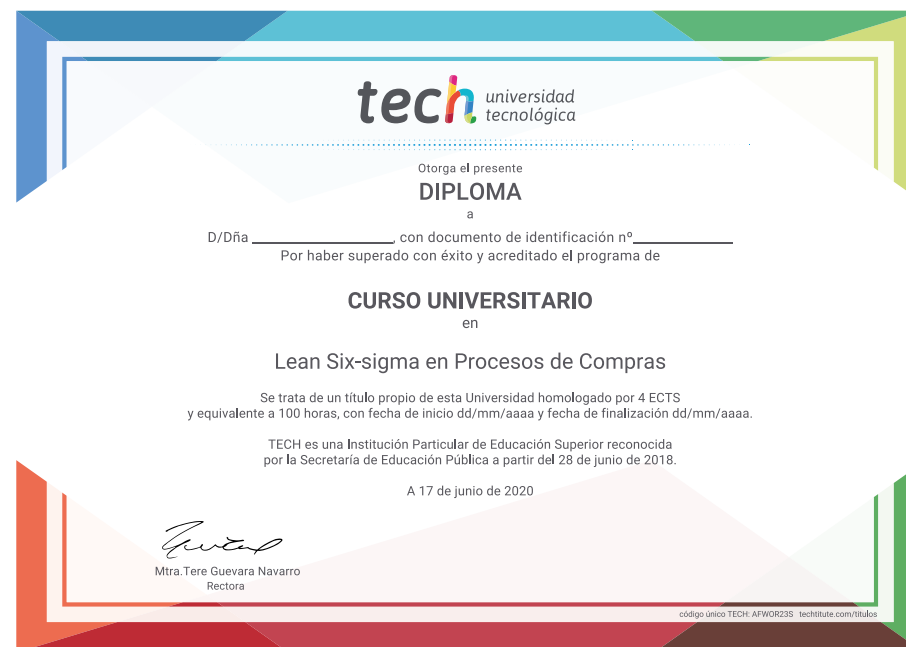 tech universidad
tecnológica
Otorga el presente
DIPLOMA
a
D/Dña ____________________, con documento de identificación nº______________
Por haber superado con éxito y acreditado el programa de
CURSO UNIVERSITARIO
en
Lean Six-sigma en Procesos de Compras
Se trata de un título propio de esta Universidad homologado por 4 ECTS
y equivalente a 100 horas, con fecha de inicio dd/mm/aaaa y fecha de finalización dd/mm/aaaa.
TECH es una Institución Particular de Educación Superior reconocida
por la Secretaría de Educación Pública a partir del 28 de junio de 2018.
A 17 de junio de 2020
Mtra.Tere Guevara Navarro
Rectora
código único TECH: AFWOR23S techtitute.com/titulos